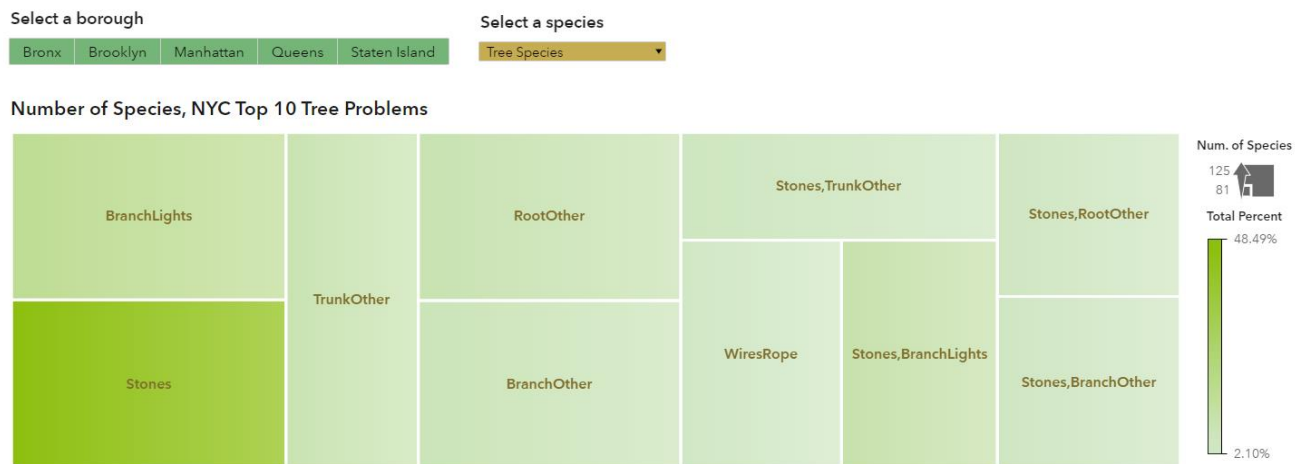 Select a borough
Bronx Brooklyn Manhattan Queens Staten Island
Select a species
Tree Species
Number of Species, NYC Top 10 Tree Problems
BranchLights
Stones
TrunkOther
RootOther
BranchOther
Stones,TrunkOther
WiresRope
Stones,BranchLights
Stones,RootOther
Stones,BranchOther
Num. of Species
125
81
Total Percent
48.49%
2.10%